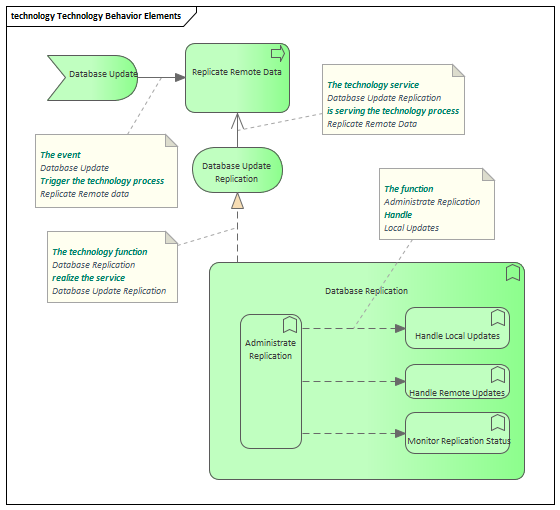 technology Technology Behavior Elements
Database Update
Replicate Remote Data
The technology service
Database Update Replication
is serving the technology process
Replicate Remote Data
The event
Database Update
Trigger the technology process
Replicate Remote data
Database Update
Replication
The function
Administrate Replication
Handle
Local Updates
The technology function
Database Replication
realize the service
Database Update Replication
Database Replication
Administrate
Replication
Handle Local Updates
Handle Remote Updates
Monitor Replication Status